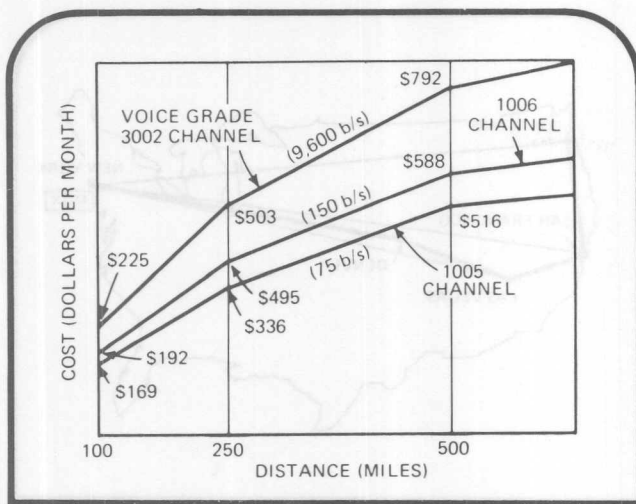 $792
VOICE GRADE
3002 CHANNEL
(9,600 b/s)
1006
CHANNEL
$588
$503
(150 b/s)
$516
$225
$495
(75 b/s)
1005
CHANNEL
$336
$192
$169
COST (DOLLARS PER MONTH)
100
250
500
DISTANCE (MILES)